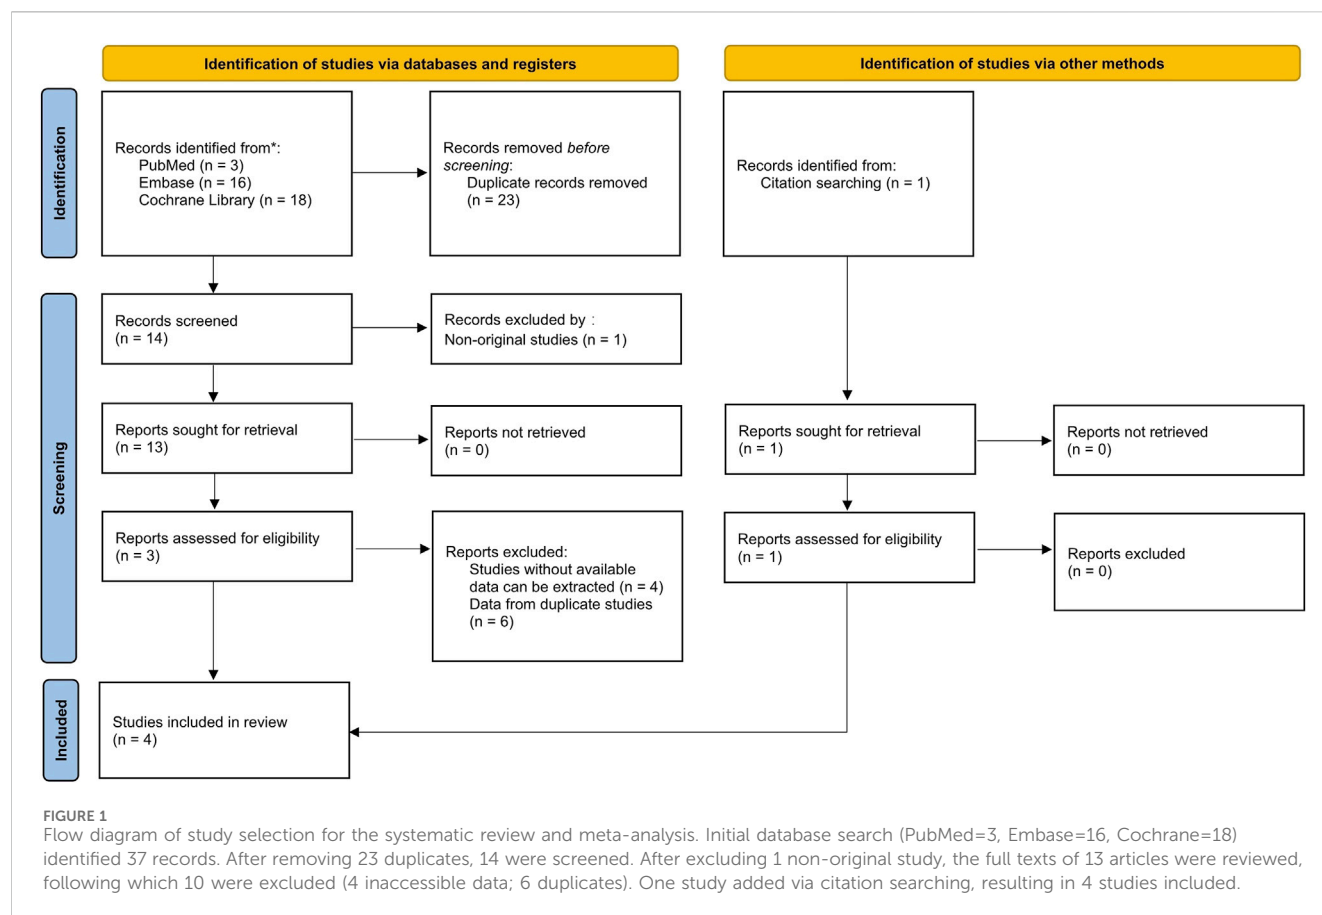 Identification of studies via databases and registers
Identification of studies via other methods
Identification
Records identified from*:
PubMed (n = 3)
Embase (n = 16)
Cochrane Library (n = 18)
Records removed before
screening:
Duplicate records removed
(n = 23)
Records identified from:
Citation searching (n = 1)
Screening
Records screened
(n = 14)
Records excluded by :
Non-original studies (n = 1)
Reports sought for retrieval
(n = 13)
Reports not retrieved
(n = 0)
Reports sought for retrieval
(n = 1)
Reports not retrieved
(n = 0)
Reports assessed for eligibility
(n = 3)
Reports excluded:
Studies without available
data can be extracted (n = 4)
Data from duplicate studies
(n = 6)
Reports assessed for eligibility
(n = 1)
Reports excluded
(n = 0)
Included
Studies included in review
(n = 4)
FIGURE 1
Flow diagram of study selection for the systematic review and meta-analysis. Initial database search (PubMed=3, Embase=16, Cochrane=18)
identified 37 records. After removing 23 duplicates, 14 were screened. After excluding 1 non-original study, the full texts of 13 articles were reviewed,
following which 10 were excluded (4 inaccessible data; 6 duplicates). One study added via citation searching, resulting in 4 studies included.